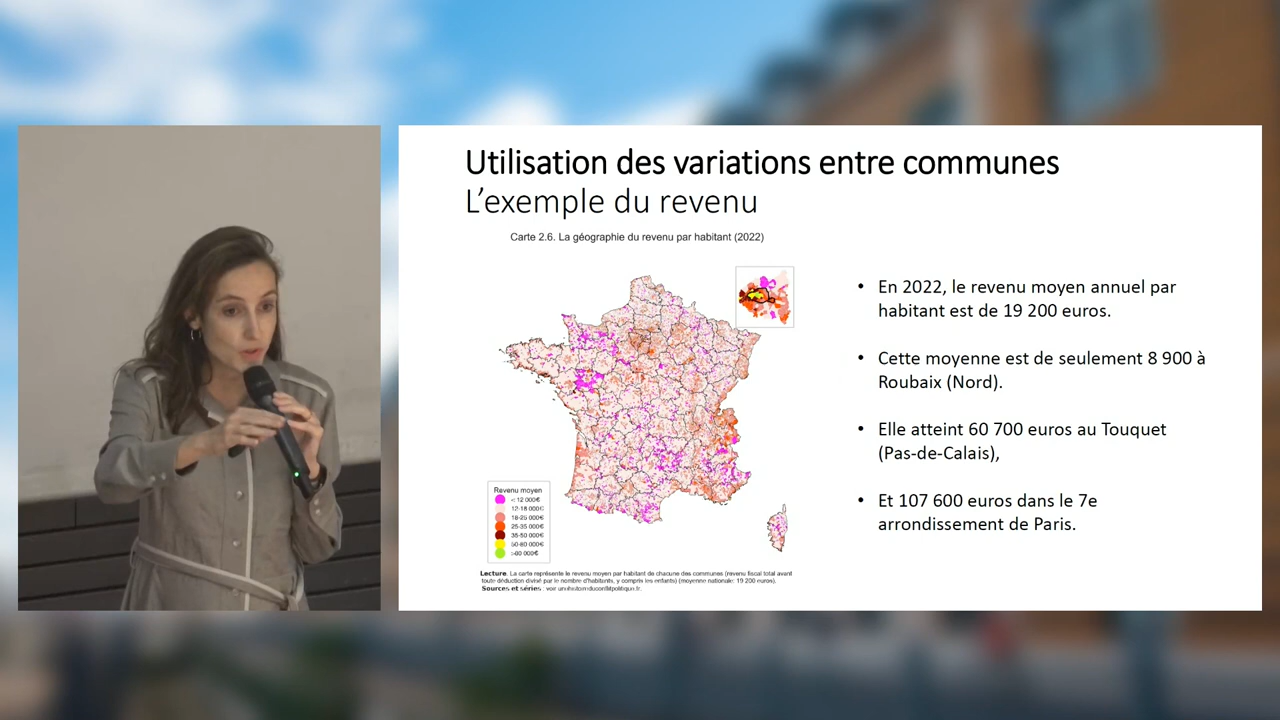 Utilisation des variations entre communes
L’exemple du revenu
Carte 2.6. La géographie du revenu par habitant (2022)
• En 2022, le revenu moyen annuel par
habitant est de 19 200 euros.
• Cette moyenne est de seulement 8 900 à
Roubaix (Nord).
• Elle atteint 60 700 euros au Touquet
(Pas-de-Calais),
• Et 107 600 euros dans le 7e
arrondissement de Paris.
Revenu moyen
< 12 000€
12-18 000€
18-25 000€
25-35 000€
35-50 000€
50-60 000€
>60 000€
Lecture. La carte représente le revenu moyen par habitant de chacune des communes (revenu fiscal total avant
toute déduction divisé par le nombre d'habitants, y compris les enfants) (moyenne nationale: 19 200 euros).
Sources et séries : voir unehistoireduconflitpolitique.fr.